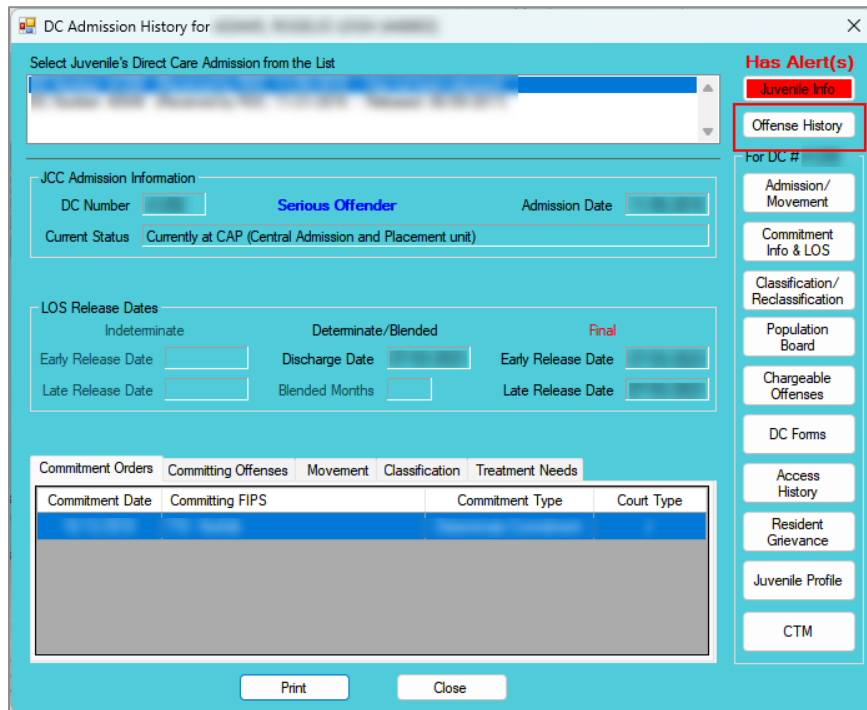 DC Admission History for
Select Juvenile's Direct Care Admission from the List
Has Alert(s)
Juvenile Info
Offense History
For DC #
JCC Admission Information
DC Number
Serious Offender
Admission Date
Current Status
Currently at CAP (Central Admission and Placement unit)
LOS Release Dates
Indeterminate
Determinate/Blended
Final
Early Release Date
Discharge Date
Early Release Date
Late Release Date
Blended Months
Late Release Date
Commitment Orders
Committing Offenses
Movement
Classification
Treatment Needs
Commitment Date
Committing FIPS
Commitment Type
Court Type
Admission/
Movement
Commitment
Info & LOS
Classification/
Reclassification
Population
Board
Chargeable
Offenses
DC Forms
Access
History
Resident
Grievance
Juvenile Profile
CTM
Print
Close